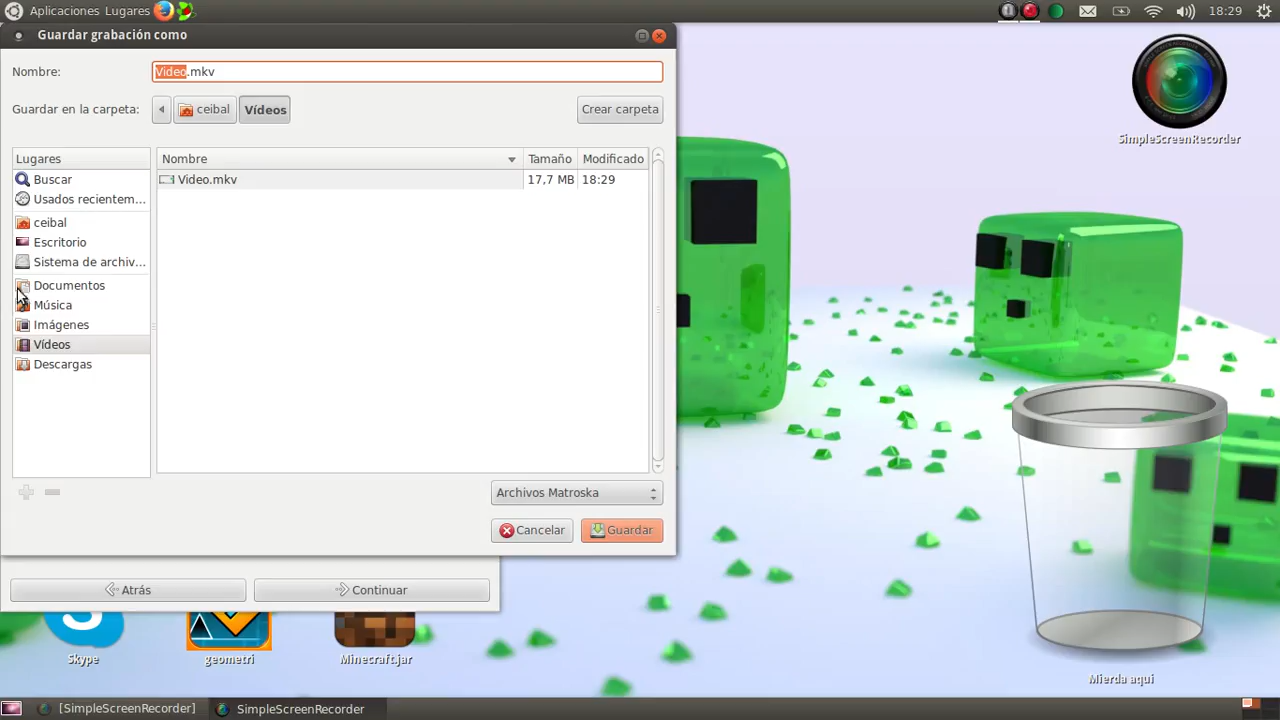 Aplicaciones Lugares
18:29
Guardar grabación como
Nombre:
Video.mkv
Guardar en la carpeta:
ceibal
Vídeos
Crear carpeta
Lugares
Nombre
Tamaño
Modificado
Buscar
Video.mkv
17,7 MB
18:29
Usados recientem...
ceibal
Escritorio
Sistema de archiv...
Documentos
Música
Imágenes
Vídeos
Descargas
Archivos Matroska
Cancelar
Guardar
Atrás
Continuar
SimpleScreenRecorder
Skype
geometri
Minecraft.jar
Mierda aqui
[SimpleScreenRecorder]
SimpleScreenRecorder